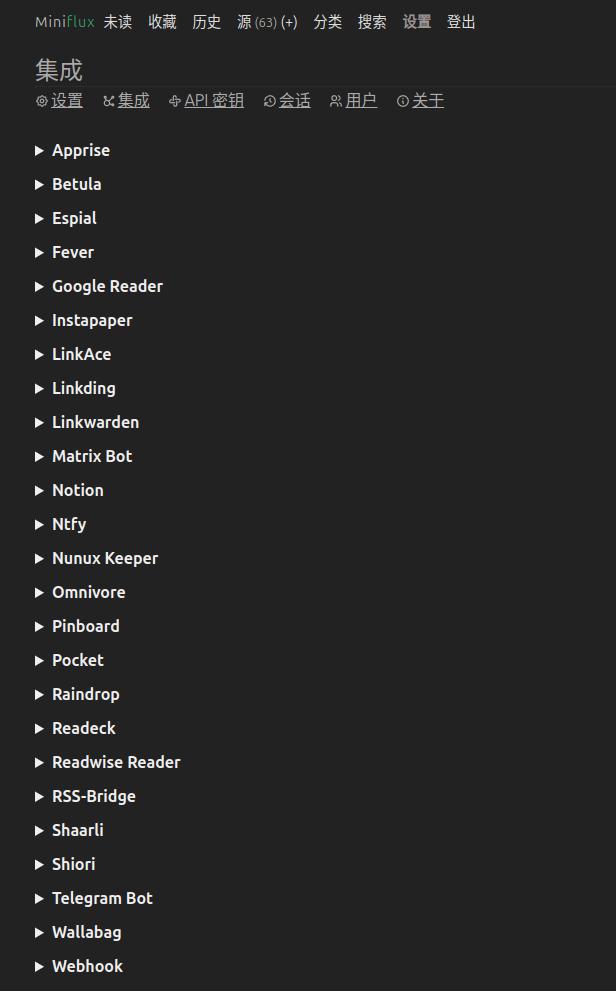 Miniflux 未读 收藏 历史 源 (63) (+) 分类 搜索 设置 登出
集成
设置 集成 API 密钥 会话 用户 关于
Apprise
Betula
Espial
Fever
Google Reader
Instapaper
LinkAce
Linkding
Linkwarden
Matrix Bot
Notion
Ntfy
Nunux Keeper
Omnivore
Pinboard
Pocket
Raindrop
Readeck
Readwise Reader
RSS-Bridge
Shaarli
Shiori
Telegram Bot
Wallabag
Webhook